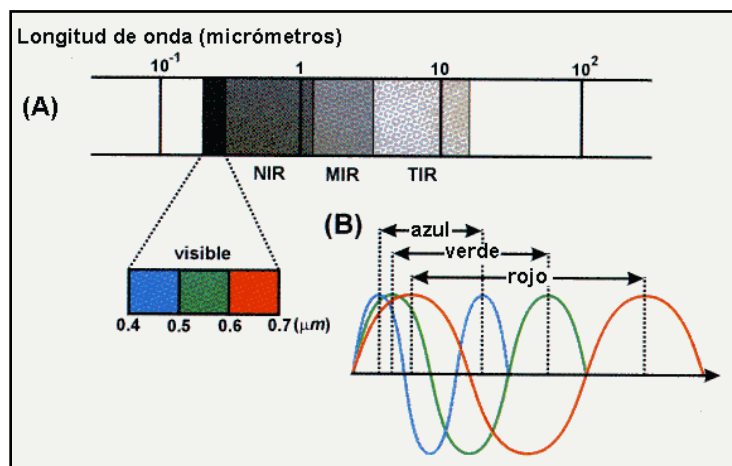 Longitud de onda (micrómetros)
10⁻¹ 1 10 10²
(A)
NIR MIR TIR
visible
0.4 0.5 0.6 0.7 (μm)
(B)
azul
verde
rojo